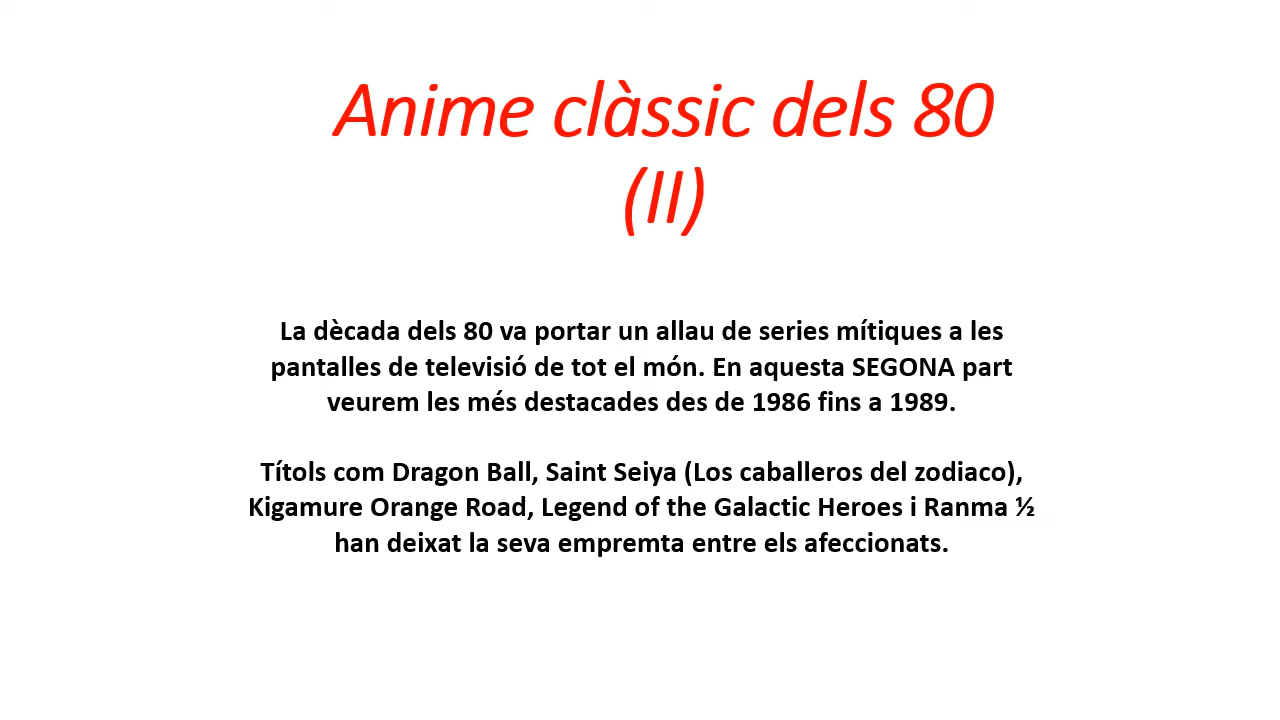 Anime clàssic dels 80
(II)
La dècada dels 80 va portar un allau de series mítiques a les
pantalles de televisió de tot el món. En aquesta SEGONA part
veurem les més destacades des de 1986 fins a 1989.
Títols com Dragon Ball, Saint Seiya (Los caballeros del zodiaco),
Kigamure Orange Road, Legend of the Galactic Heroes i Ranma ½
han deixat la seva empremta entre els afeccionats.